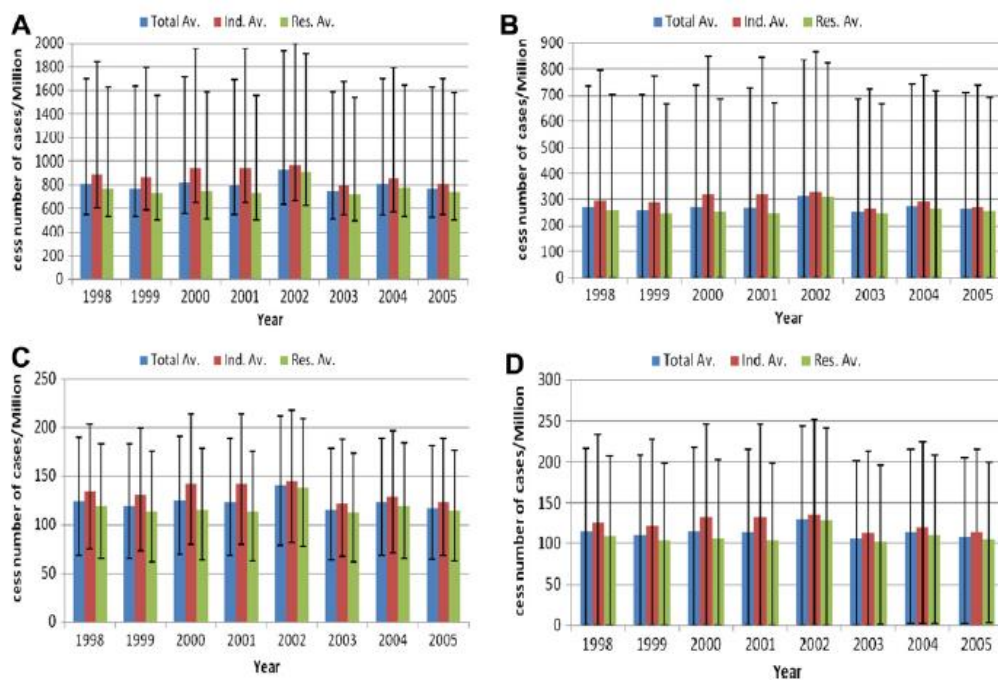 A
Total Av. Ind. Av. Res. Av.
cess number of cases/Million
2000
1800
1600
1400
1200
1000
800
600
400
200
0
1998 1999 2000 2001 2002 2003 2004 2005
Year
B
Total Av. Ind. Av. Res. Av.
cess number of cases/Million
900
800
700
600
500
400
300
200
100
0
1998 1999 2000 2001 2002 2003 2004 2005
Year
C
Total Av. Ind. Av. Res. Av.
cess number of cases/Million
250
200
150
100
50
0
1998 1999 2000 2001 2002 2003 2004 2005
Year
D
Total Av. Ind. Av. Res. Av.
cess number of cases/Million
300
250
200
150
100
50
0
1998 1999 2000 2001 2002 2003 2004 2005
Year